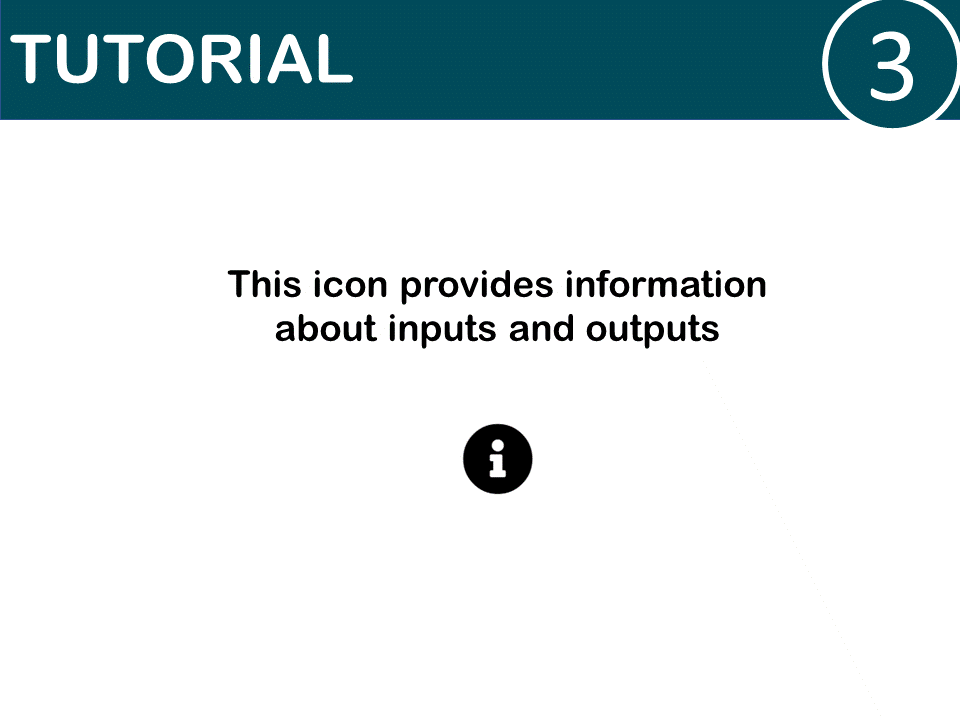 TUTORIAL
3
This icon provides information
about inputs and outputs
i